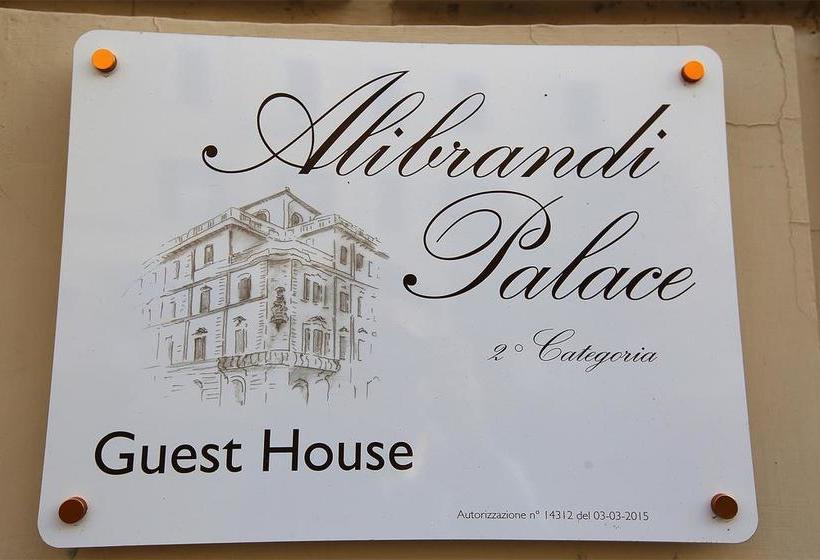 Alibrandi
Palace
2° Categoria
Guest House
Autorizzazione n° 14312 del 03-03-2015